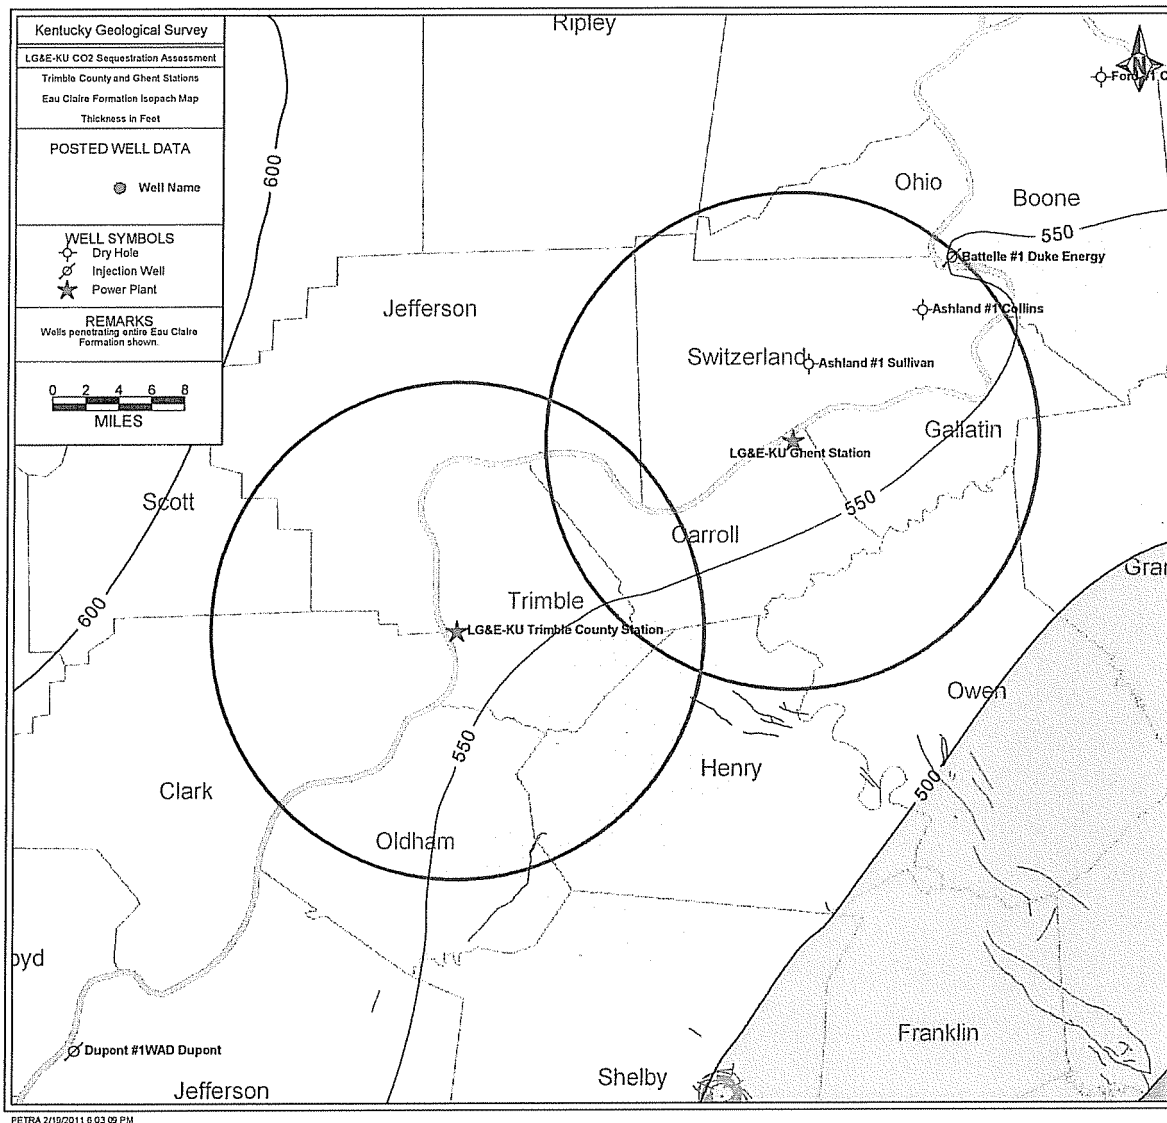 Kentucky Geological Survey
LG&E-KU CO2 Sequestration Assessment
Trimble County and Ghent Stations
Eau Claire Formation Isopach Map
Thickness in Feet
POSTED WELL DATA
Well Name
WELL SYMBOLS
Dry Hole
Injection Well
Power Plant
REMARKS
Wells penetrating entire Eau Claire
Formation shown.
0 2 4 6 8
MILES
Ripley
N
Ford #1 C
600
Ohio
Boone
550
Battelle #1 Duke Energy
Jefferson
Ashland #1 Collins
Switzerland
Ashland #1 Sullivan
Gallatin
LG&E-KU Ghent Station
Scott
550
Carroll
Gran
600
Trimble
LG&E-KU Trimble County Station
Owen
550
Henry
500
Clark
Oldham
oyd
Franklin
Dupont #1WAD Dupont
Shelby
Jefferson
PETRA 2/19/2011 6:03:09 PM